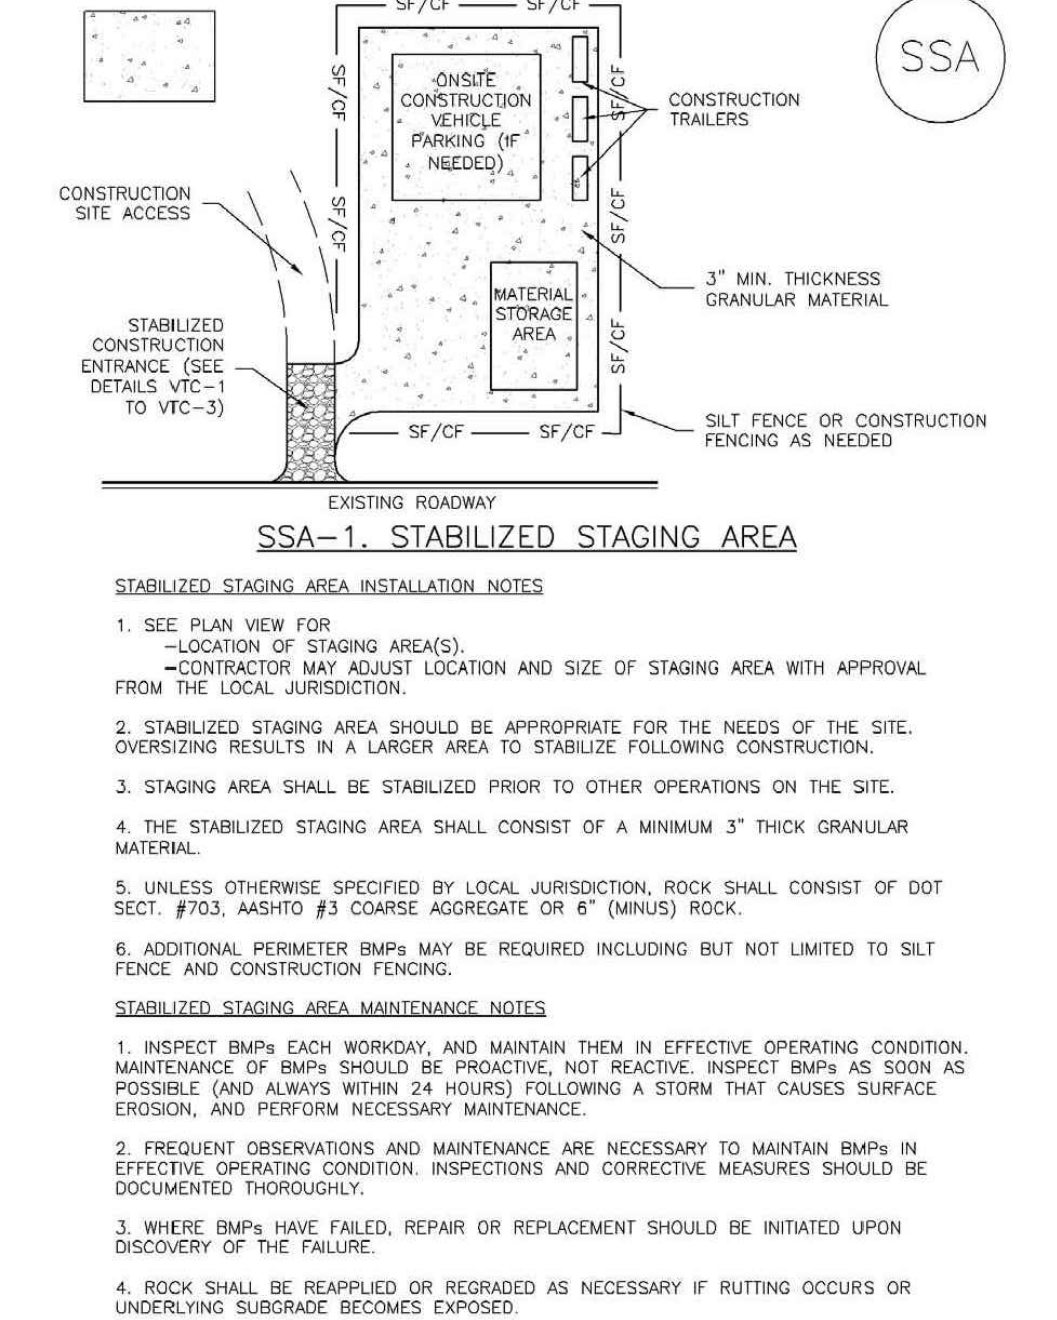 SF/CF SF/CF
SSA
SF/CF
SF/CF
ONSITE
CONSTRUCTION
VEHICLE
PARKING (IF
NEEDED)
CONSTRUCTION
TRAILERS
CONSTRUCTION
SITE ACCESS
SF/CF
SF/CF
3" MIN. THICKNESS
GRANULAR MATERIAL
MATERIAL
STORAGE
AREA
STABILIZED
CONSTRUCTION
ENTRANCE (SEE
DETAILS VTC-1
TO VTC-3)
SF/CF
SILT FENCE OR CONSTRUCTION
FENCING AS NEEDED
SF/CF SF/CF
EXISTING ROADWAY
SSA-1. STABILIZED STAGING AREA
STABILIZED STAGING AREA INSTALLATION NOTES
1. SEE PLAN VIEW FOR
-LOCATION OF STAGING AREA(S).
-CONTRACTOR MAY ADJUST LOCATION AND SIZE OF STAGING AREA WITH APPROVAL
FROM THE LOCAL JURISDICTION.
2. STABILIZED STAGING AREA SHOULD BE APPROPRIATE FOR THE NEEDS OF THE SITE.
OVERSIZING RESULTS IN A LARGER AREA TO STABILIZE FOLLOWING CONSTRUCTION.
3. STAGING AREA SHALL BE STABILIZED PRIOR TO OTHER OPERATIONS ON THE SITE.
4. THE STABILIZED STAGING AREA SHALL CONSIST OF A MINIMUM 3" THICK GRANULAR
MATERIAL.
5. UNLESS OTHERWISE SPECIFIED BY LOCAL JURISDICTION, ROCK SHALL CONSIST OF DOT
SECT. #703, AASHTO #3 COARSE AGGREGATE OR 6" (MINUS) ROCK.
6. ADDITIONAL PERIMETER BMPs MAY BE REQUIRED INCLUDING BUT NOT LIMITED TO SILT
FENCE AND CONSTRUCTION FENCING.
STABILIZED STAGING AREA MAINTENANCE NOTES
1. INSPECT BMPs EACH WORKDAY, AND MAINTAIN THEM IN EFFECTIVE OPERATING CONDITION.
MAINTENANCE OF BMPs SHOULD BE PROACTIVE, NOT REACTIVE. INSPECT BMPs AS SOON AS
POSSIBLE (AND ALWAYS WITHIN 24 HOURS) FOLLOWING A STORM THAT CAUSES SURFACE
EROSION, AND PERFORM NECESSARY MAINTENANCE.
2. FREQUENT OBSERVATIONS AND MAINTENANCE ARE NECESSARY TO MAINTAIN BMPs IN
EFFECTIVE OPERATING CONDITION. INSPECTIONS AND CORRECTIVE MEASURES SHOULD BE
DOCUMENTED THOROUGHLY.
3. WHERE BMPs HAVE FAILED, REPAIR OR REPLACEMENT SHOULD BE INITIATED UPON
DISCOVERY OF THE FAILURE.
4. ROCK SHALL BE REAPPLIED OR REGRADED AS NECESSARY IF RUTTING OCCURS OR
UNDERLYING SUBGRADE BECOMES EXPOSED.